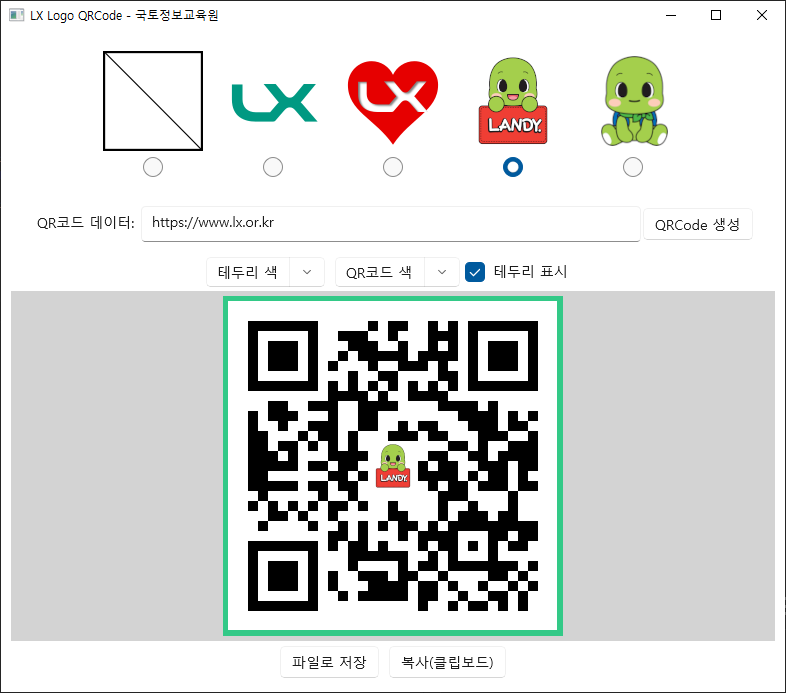 LX Logo QRCode - 국토정보교육원
LX LX LANDY.
QR코드 데이터: https://www.lx.or.kr QRCode 생성
테두리 색 QR코드 색 테두리 표시
LANDY.
파일로 저장 복사(클립보드)